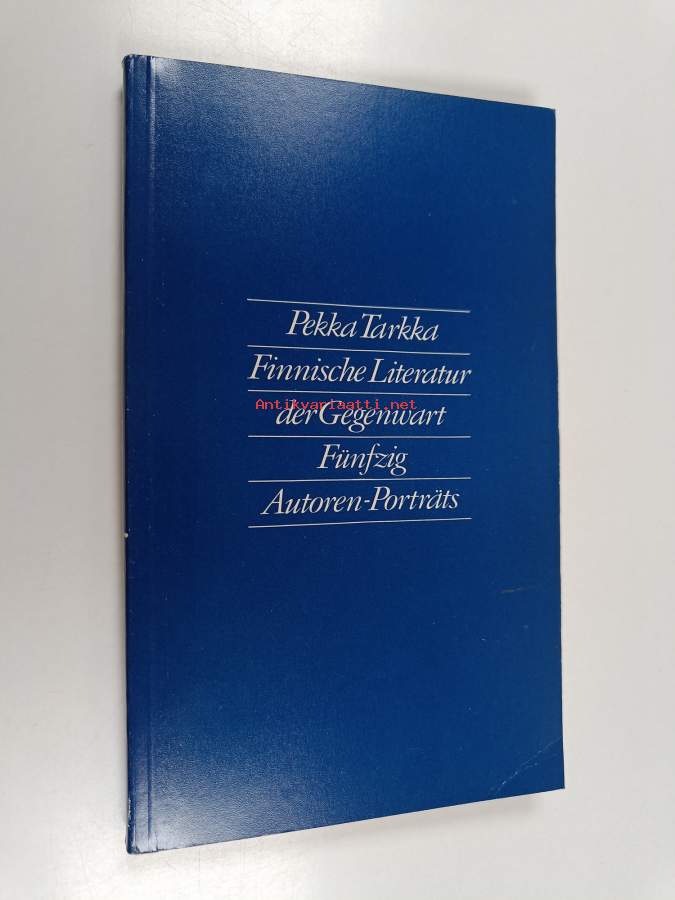 Pekka Tarkka
Finnische Literatur
Antikvariaatti.net
der Gegenwart
Fünfzig
Autoren-Porträts